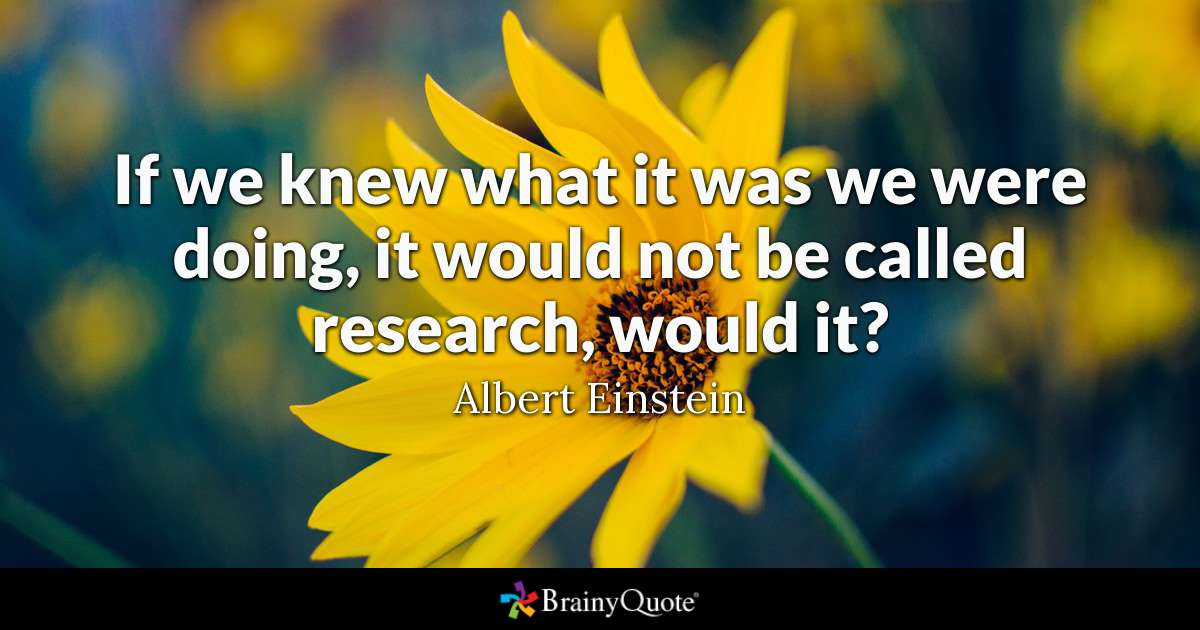 If we knew what it was we were
doing, it would not be called
research, would it?
Albert Einstein
BrainyQuote®